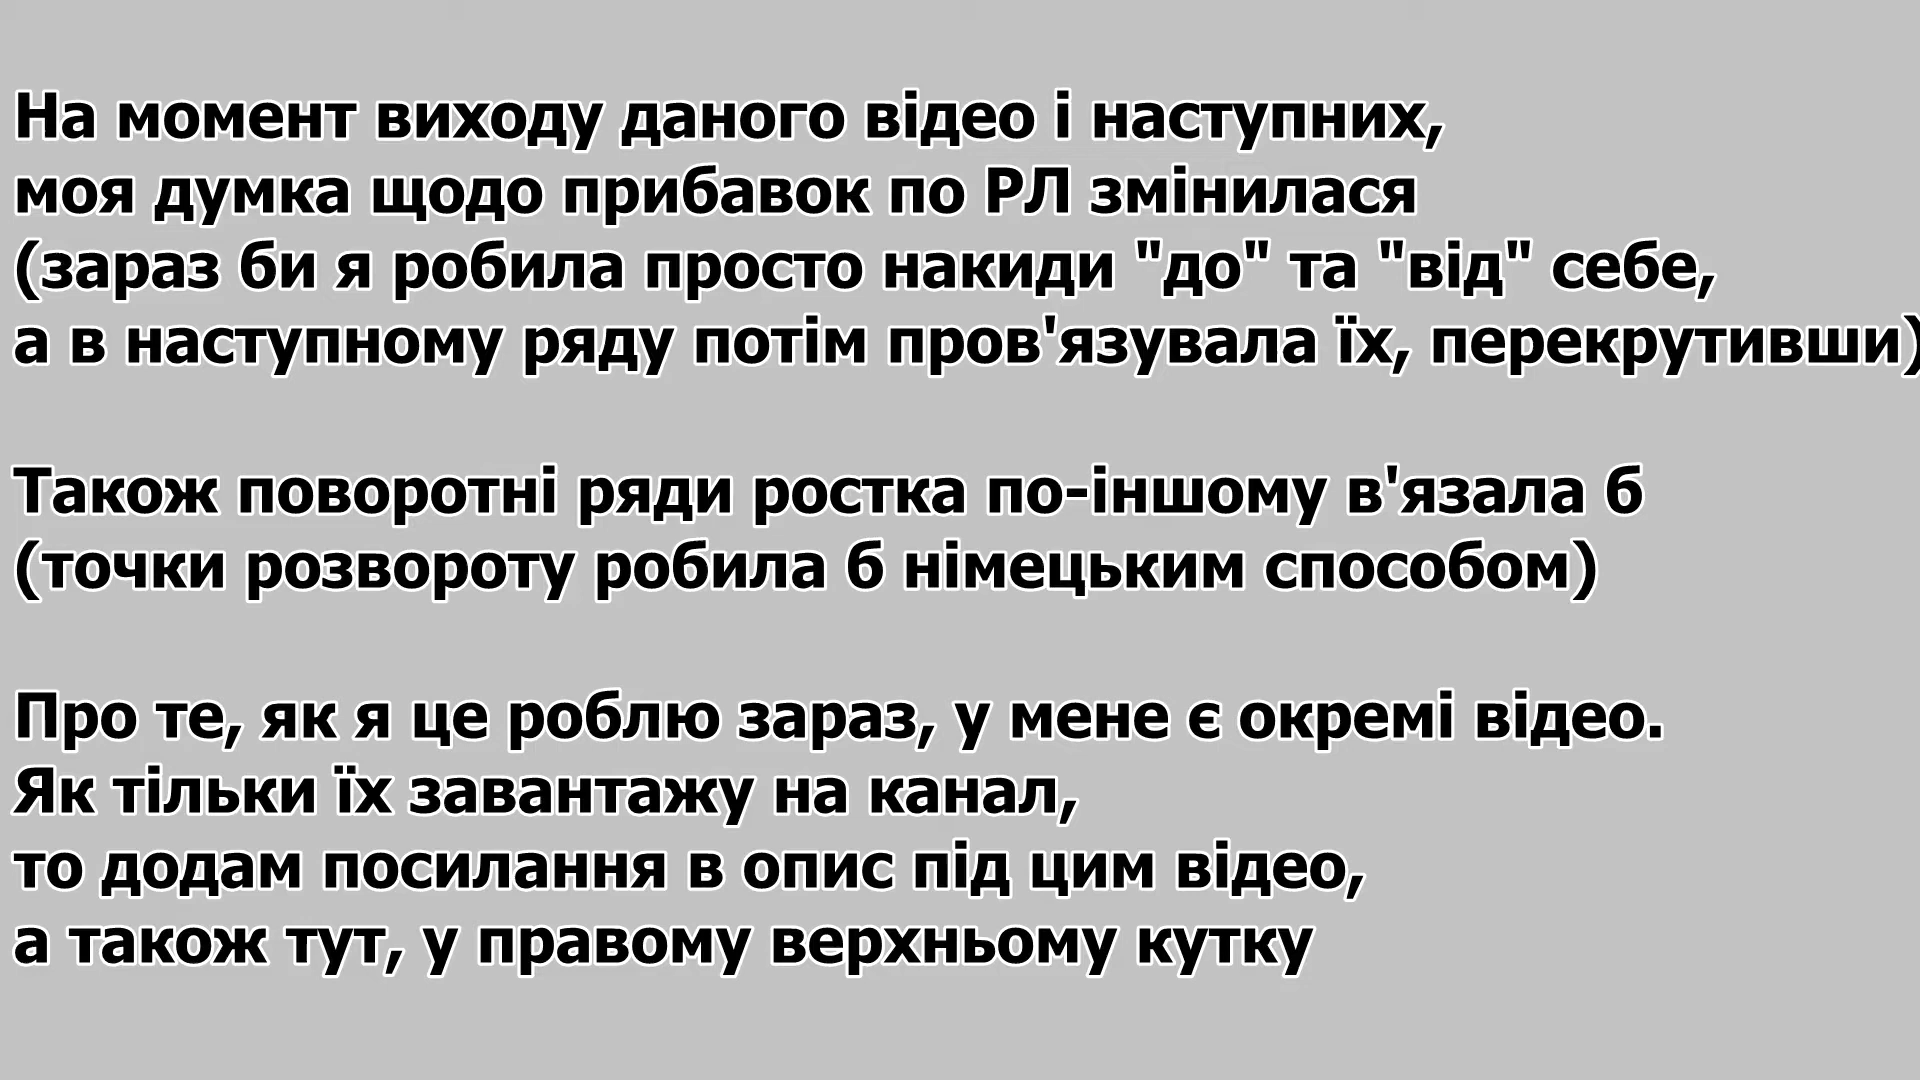 На момент виходу даного відео і наступних,
моя думка щодо прибавок по РЛ змінилася
(зараз би я робила просто накиди "до" та "від" себе,
а в наступному ряду потім пров'язувала їх, перекрутивши)
Також поворотні ряди ростка по-іншому в'язала б
(точки розвороту робила б німецьким способом)
Про те, як я це роблю зараз, у мене є окремі відео.
Як тільки їх завантажу на канал,
то додам посилання в опис під цим відео,
а також тут, у правому верхньому кутку